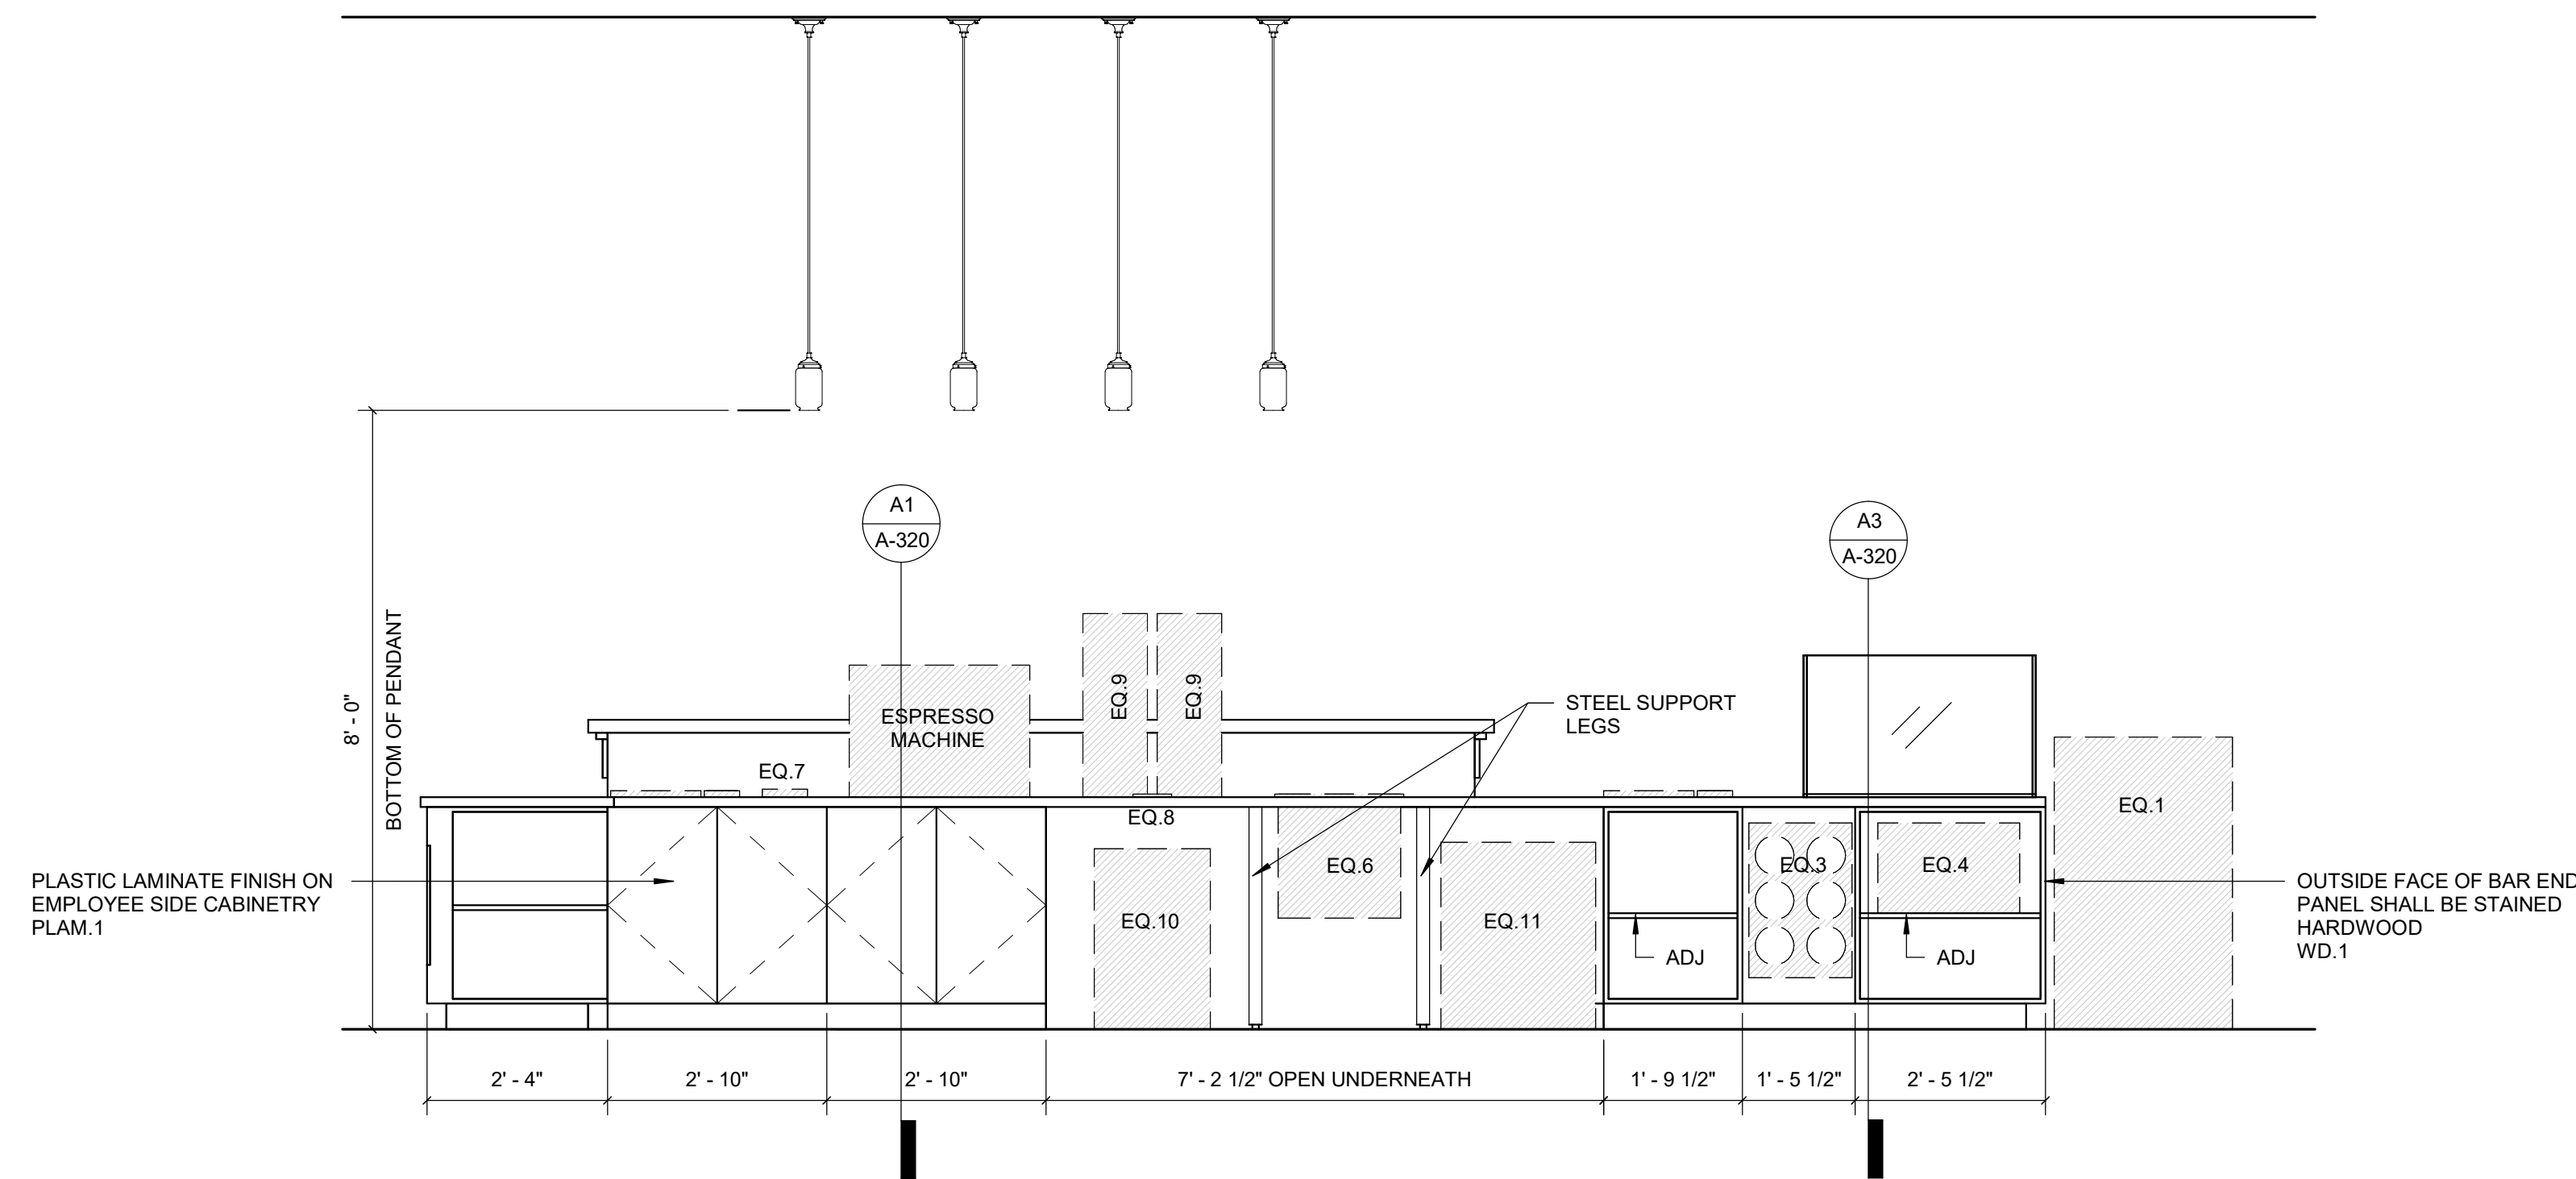 A1
A-320
A3
A-320
8' - 0"
BOTTOM OF PENDANT
EQ.9
EQ.9
STEEL SUPPORT
LEGS
ESPRESSO
MACHINE
EQ.7
EQ.8
EQ.1
EQ.6
EQ.3
EQ.4
EQ.10
EQ.11
ADJ
ADJ
PLASTIC LAMINATE FINISH ON
EMPLOYEE SIDE CABINETRY
PLAM.1
OUTSIDE FACE OF BAR END
PANEL SHALL BE STAINED
HARDWOOD
WD.1
2' - 4"
2' - 10"
2' - 10"
7' - 2 1/2" OPEN UNDERNEATH
1' - 9 1/2"
1' - 5 1/2"
2' - 5 1/2"